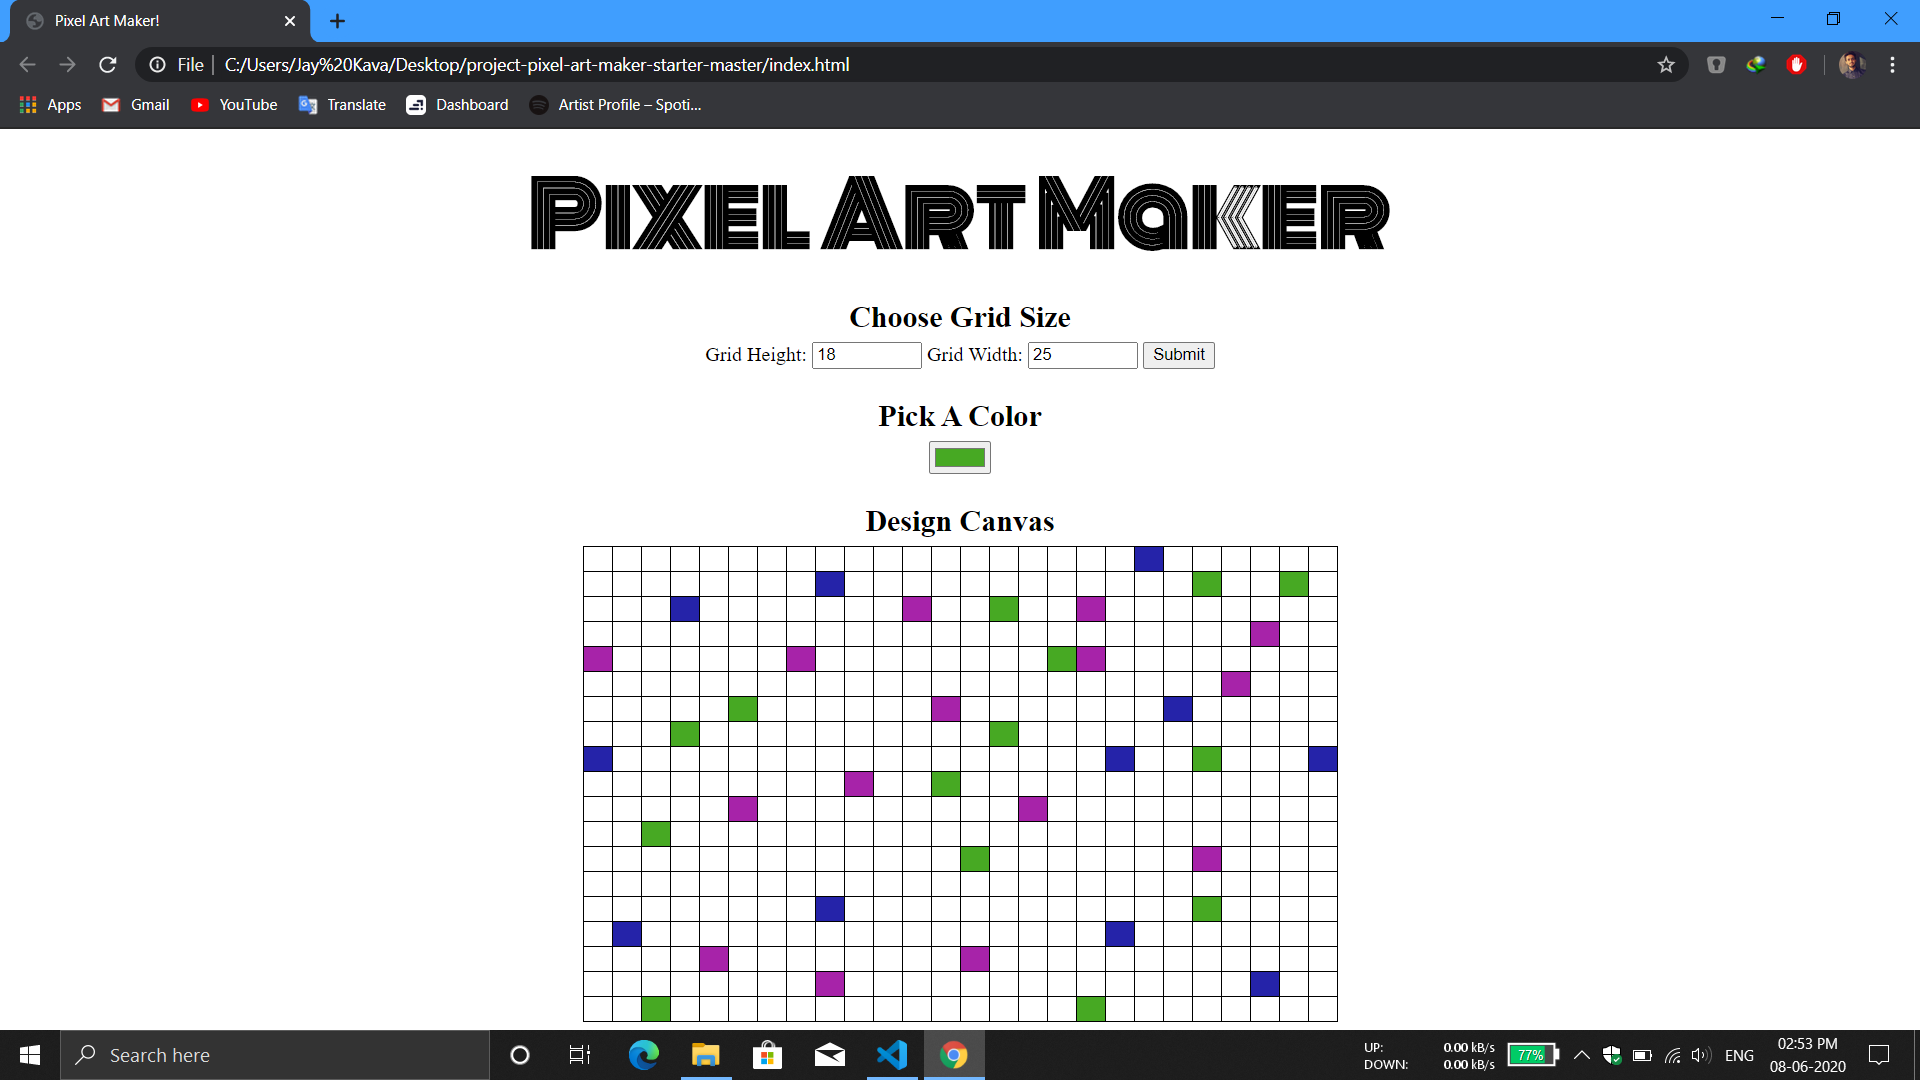 Pixel Art Maker!
File C:/Users/Jay%20Kava/Desktop/project-pixel-art-maker-starter-master/index.html
Apps Gmail YouTube Translate Dashboard Artist Profile – Spoti...
Pixel Art Maker
Choose Grid Size
Grid Height: 18 Grid Width: 25 Submit
Pick A Color
Design Canvas
Search here
UP: 0.00 kB/s
DOWN: 0.00 kB/s
77%
ENG
02:53 PM
08-06-2020